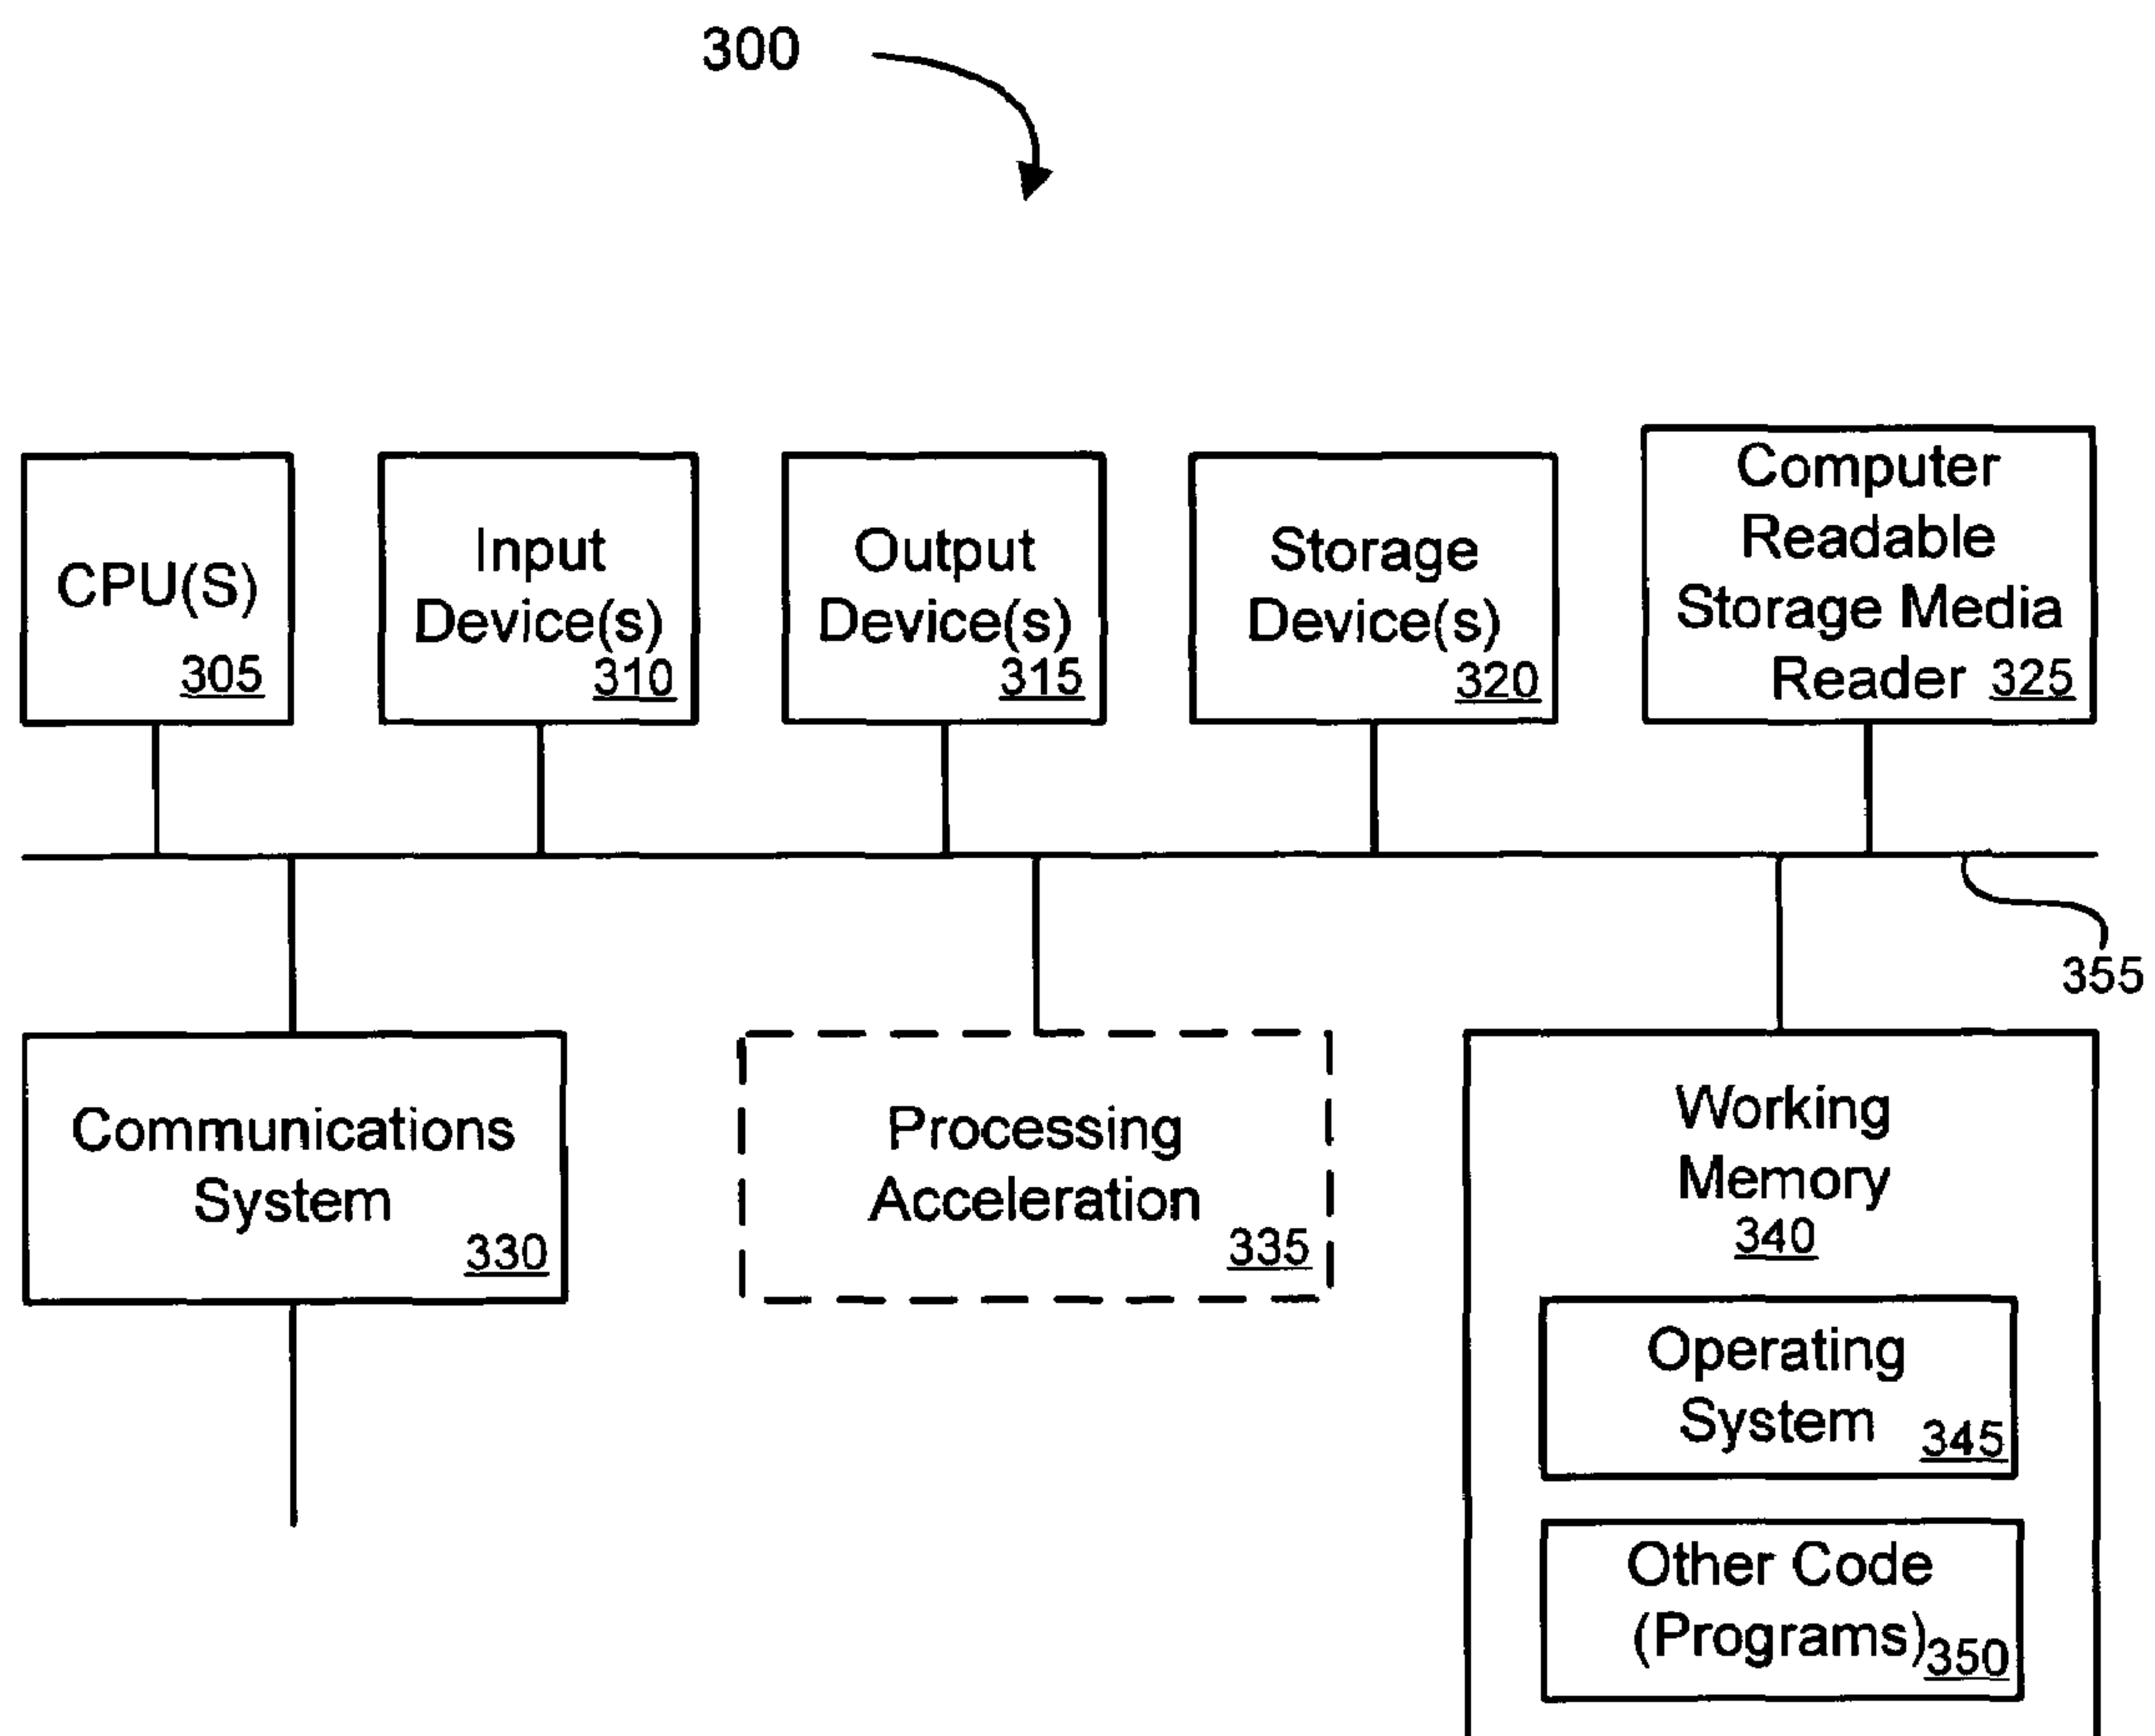 300
CPU(S)
305
Input
Device(s)
310
Output
Device(s)
315
Storage
Device(s)
320
Computer
Readable
Storage Media
Reader 325
355
Communications
System
330
Processing
Acceleration
335
Working
Memory
340
Operating
System
345
Other Code
(Programs)
350